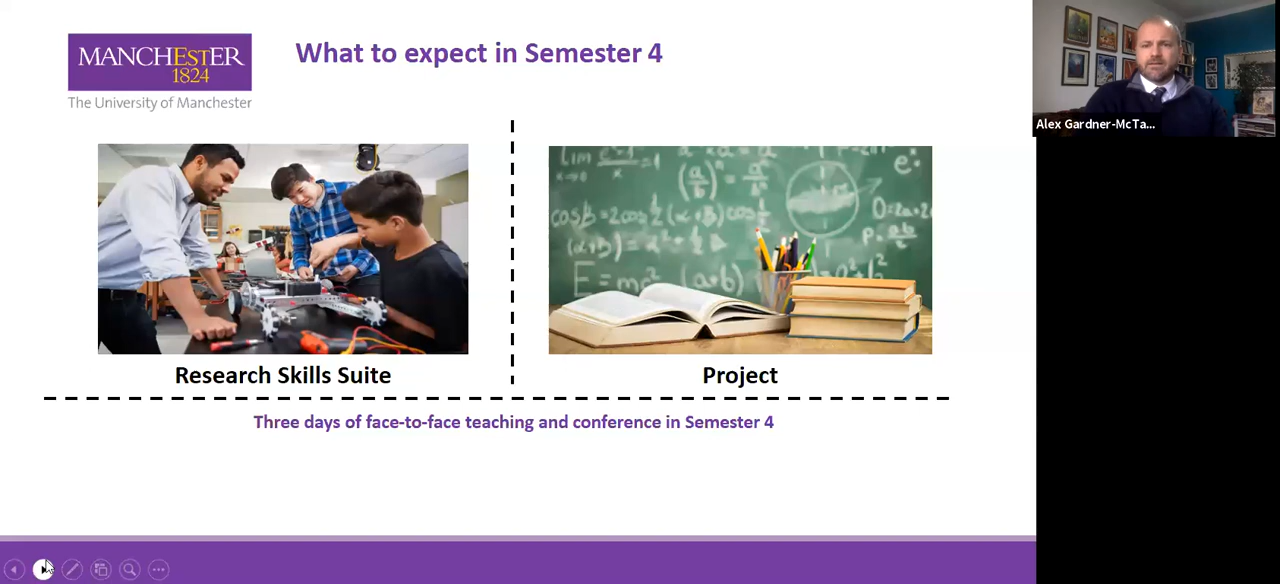 MANCHESTER
1824
The University of Manchester
What to expect in Semester 4
Alex Gardner-McTa...
Research Skills Suite
Project
Three days of face-to-face teaching and conference in Semester 4